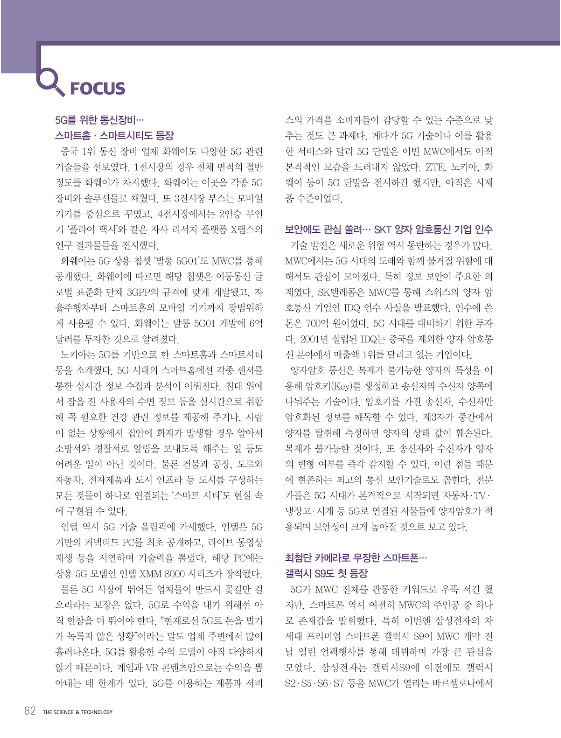 FOCUS
5G를 위한 통신장비…
스마트홈 · 스마트시티도 등장
중국 1위 통신 장비 업체 화웨이도 다양한 5G 관련
기술들을 선보였다. 1전시장의 경우 전체 면적의 절반
정도를 화웨이가 차지했다. 화웨이는 이곳을 각종 5G
장비와 솔루션들로 채웠다. 또 3전시장 부스는 모바일
기기를 중심으로 꾸몄고, 4전시장에서는 2인승 무인
기 '플라이 택시'와 같은 자사 리서치 플랫폼 X랩스의
연구 결과물들을 전시했다.
화웨이는 5G 상용 칩셋 '발롱 5G01'도 MWC를 통해
공개했다. 화웨이에 따르면 해당 칩셋은 이동통신 글
로벌 표준화 단체 3GPP의 규격에 맞게 개발됐고, 자
율주행차부터 스마트홈의 모바일 기기까지 광범위하
게 사용될 수 있다. 화웨이는 발롱 5G01 개발에 6억
달러를 투자한 것으로 알려졌다.
노키아는 5G를 기반으로 한 스마트홈과 스마트시티
등을 소개했다. 5G 시대의 스마트홈에선 각종 센서를
통한 실시간 정보 수집과 분석이 이뤄진다. 침대 위에
서 잠을 잔 사용자의 수면 정보 등을 실시간으로 취합
해 꼭 필요한 건강 관련 정보를 제공해 주거나, 사람
이 없는 상황에서 집안에 화재가 발생할 경우 알아서
소방서와 경찰서로 알림을 보내도록 해주는 일 등도
어려운 일이 아닌 것이다. 물론 건물과 공장, 도로와
자동차, 전자제품과 도시 인프라 등 도시를 구성하는
모든 것들이 하나로 연결되는 '스마트 시티'도 현실 속
에 구현될 수 있다.
인텔 역시 5G 기술 올림픽에 가세했다. 인텔은 5G
기반의 커넥티드 PC를 최초 공개하고, 라이브 동영상
재생 등을 시연하며 기술력을 뽐냈다. 해당 PC에는
상용 5G 모뎀인 인텔 XMM 8000 시리즈가 장착됐다.
물론 5G 시장에 뛰어든 업체들이 반드시 꽃길만 걸
으리라는 보장은 없다. 5G로 수익을 내기 위해선 아
직 한참을 더 뛰어야 한다. "현재로선 5G로 돈을 벌기
가 녹록지 않은 상황"이라는 말도 업계 주변에서 많이
흘러나온다. 5G를 활용한 수익 모델이 아직 다양하지
않기 때문이다. 게임과 VR 콘텐츠만으로는 수익을 뽑
아내는 데 한계가 있다. 5G를 이용하는 제품과 서비
스의 가격을 소비자들이 감당할 수 있는 수준으로 낮
추는 것도 큰 과제다. 게다가 5G 기술이나 이를 활용
한 서비스와 달리 5G 단말은 이번 MWC에서도 아직
본격적인 모습을 드러내지 않았다. ZTE, 노키아, 화
웨이 등이 5G 단말을 전시하긴 했지만, 아직은 시제
품 수준이었다.
보안에도 관심 쏠려… SKT 양자 암호통신 기업 인수
기술 발전은 새로운 위협 역시 동반하는 경우가 많다.
MWC에서는 5G 시대의 도래와 함께 불거질 위험에 대
해서도 관심이 모아졌다. 특히 정보 보안이 주요한 의
제였다. SK텔레콤은 MWC를 통해 스위스의 양자 암
호통신 기업인 IDQ 인수 사실을 발표했다. 인수에 쓴
돈은 700억 원이었다. 5G 시대를 대비하기 위한 투자
다. 2001년 설립된 IDQ는 중국을 제외한 양자 암호통
신 분야에서 매출액 1위를 달리고 있는 기업이다.
양자암호 통신은 복제가 불가능한 양자의 특성을 이
용해 암호키(Key)를 생성하고 송신자와 수신자 양쪽에
나눠주는 기술이다. 암호키를 가진 송신자, 수신자만
암호화된 정보를 해독할 수 있다. 제3자가 중간에서
양자를 탈취해 측정하면 양자의 상태 값이 훼손된다.
복제가 불가능한 것이다. 또 송신자와 수신자가 양자
의 변형 여부를 즉각 감지할 수 있다. 이런 점들 때문
에 현존하는 최고의 통신 보안기술로도 꼽힌다. 전문
가들은 5G 시대가 본격적으로 시작되면 자동차·TV·
냉장고·시계 등 5G로 연결된 사물들에 양자암호가 적
용되며 보안성이 크게 높아질 것으로 보고 있다.
최첨단 카메라로 무장한 스마트폰…
갤럭시 S9도 첫 등장
5G가 MWC 전체를 관통한 키워드로 우뚝 서긴 했
지만, 스마트폰 역시 여전히 MWC의 주인공 중 하나
로 존재감을 발휘했다. 특히 이번엔 삼성전자의 차
세대 프리미엄 스마트폰 갤럭시 S9이 MWC 개막 전
날 열린 언팩행사를 통해 데뷔하며 가장 큰 관심을
모았다. 삼성전자는 갤럭시S9에 이전에도 갤럭시
S2·S5·S6·S7 등을 MWC가 열리는 바르셀로나에서
82 THE SCIENCE & TECHNOLOGY